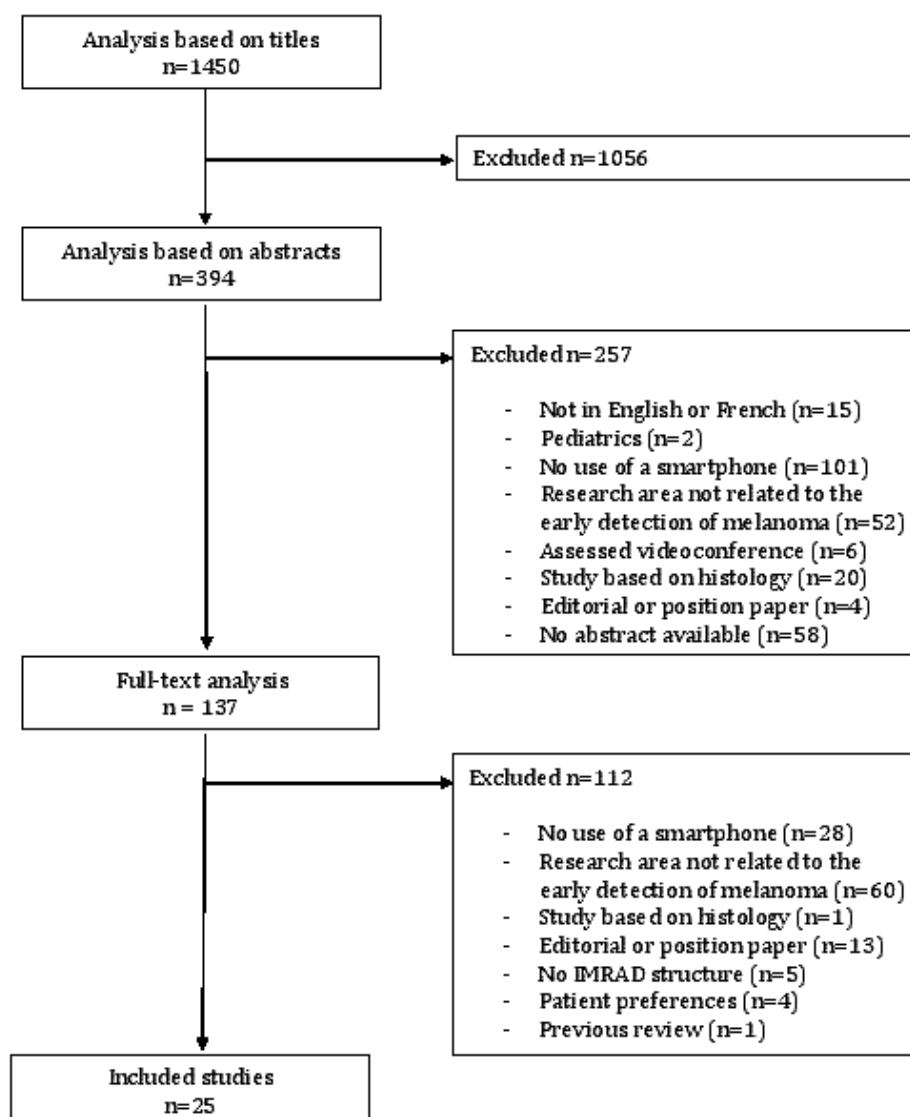 Analysis based on titles
n=1450
Excluded n=1056
Analysis based on abstracts
n=394
Excluded n=257
- Not in English or French (n=15)
- Pediatrics (n=2)
- No use of a smartphone (n=101)
- Research area not related to the
early detection of melanoma (n=52)
- Assessed videoconference (n=6)
- Study based on histology (n=20)
- Editorial or position paper (n=4)
- No abstract available (n=58)
Full-text analysis
n = 137
Excluded n=112
- No use of a smartphone (n=28)
- Research area not related to the
early detection of melanoma (n=60)
- Study based on histology (n=1)
- Editorial or position paper (n=13)
- No IMRAD structure (n=5)
- Patient preferences (n=4)
- Previous review (n=1)
Included studies
n=25